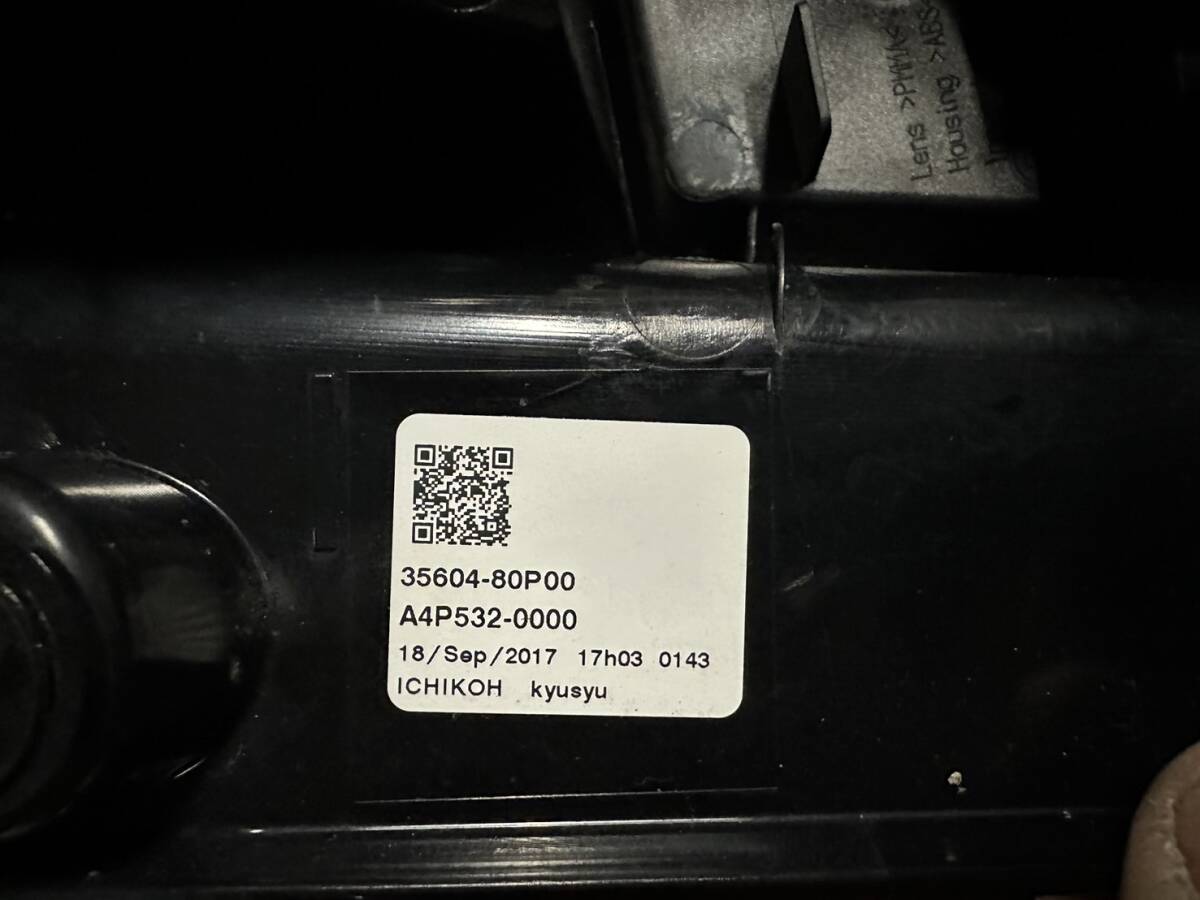 Lens >PMMA<
Housing >ABS
35604-80P00
A4P532-0000
18/Sep/2017 17h03 0143
ICHIKOH kyusyu